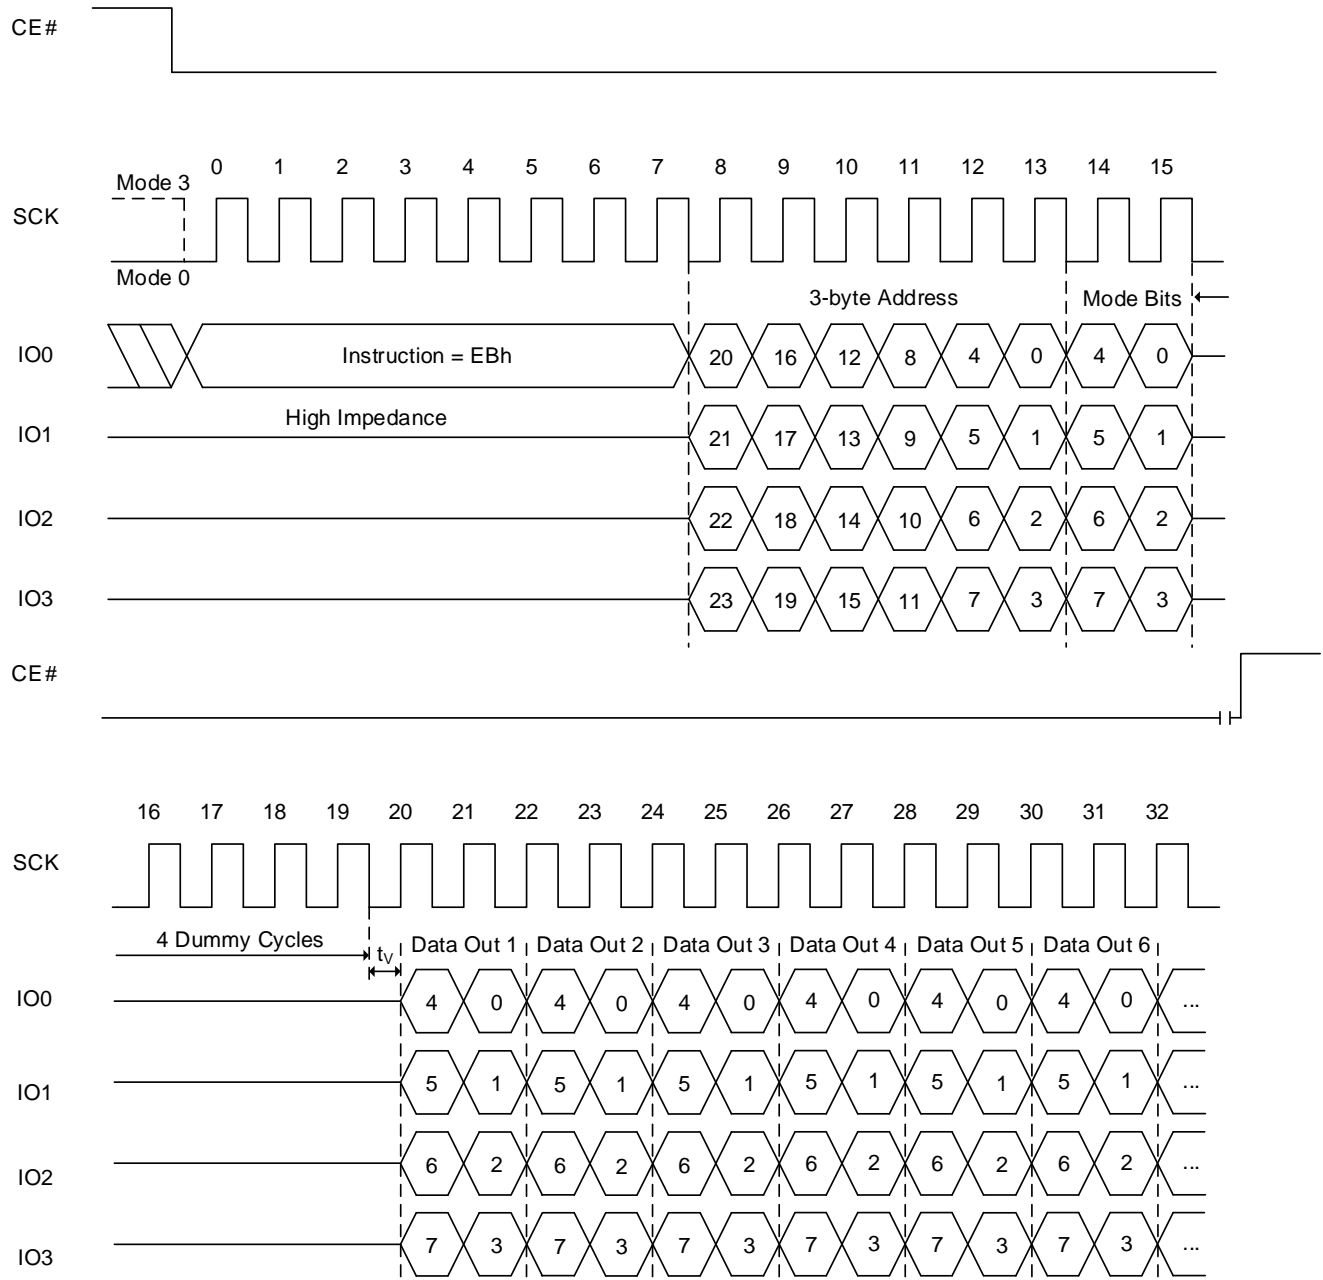 CE#
0 1 2 3 4 5 6 7 8 9 10 11 12 13 14 15
Mode 3
SCK
Mode 0
3-byte Address Mode Bits
IO0 Instruction = EBh 20 16 12 8 4 0 4 0
High Impedance
IO1 21 17 13 9 5 1 5 1
IO2 22 18 14 10 6 2 6 2
IO3 23 19 15 11 7 3 7 3
CE#
16 17 18 19 20 21 22 23 24 25 26 27 28 29 30 31 32
SCK
4 Dummy Cycles tV Data Out 1 Data Out 2 Data Out 3 Data Out 4 Data Out 5 Data Out 6
IO0 4 0 4 0 4 0 4 0 4 0 4 0 ...
IO1 5 1 5 1 5 1 5 1 5 1 5 1 ...
IO2 6 2 6 2 6 2 6 2 6 2 6 2 ...
IO3 7 3 7 3 7 3 7 3 7 3 7 3 ...